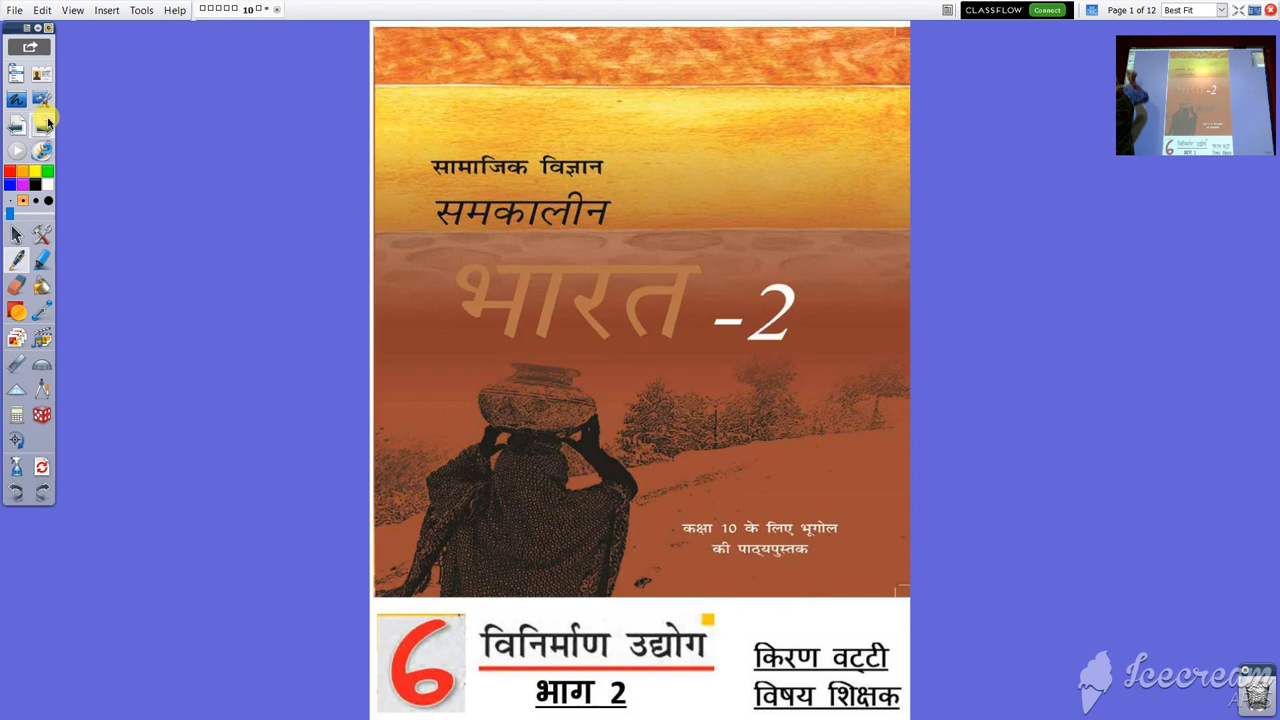 File Edit View Insert Tools Help
10 *
CLASSFLOW Connect
Page 1 of 12
Best Fit
सामाजिक विज्ञान
समकालीन
भारत -2
कक्षा 10 के लिए भूगोल
की पाठ्यपुस्तक
6 विनिर्माण उद्योग
भाग 2
किरण वट्टी
विषय शिक्षक
Icecream